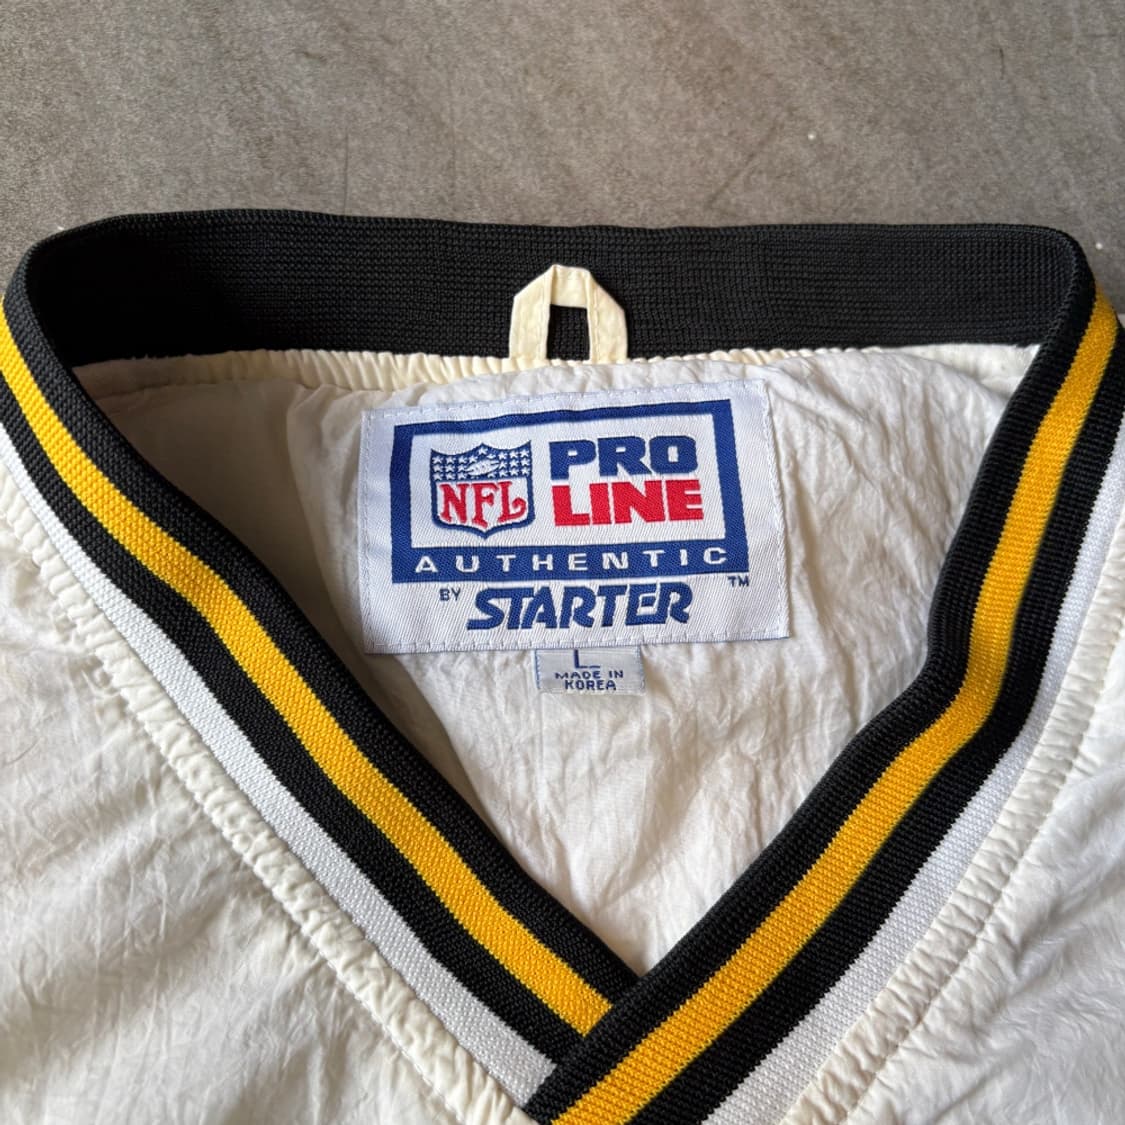 NFL
PRO
LINE
AUTHENTIC
BY STARTER ™
L
MADE IN
KOREA